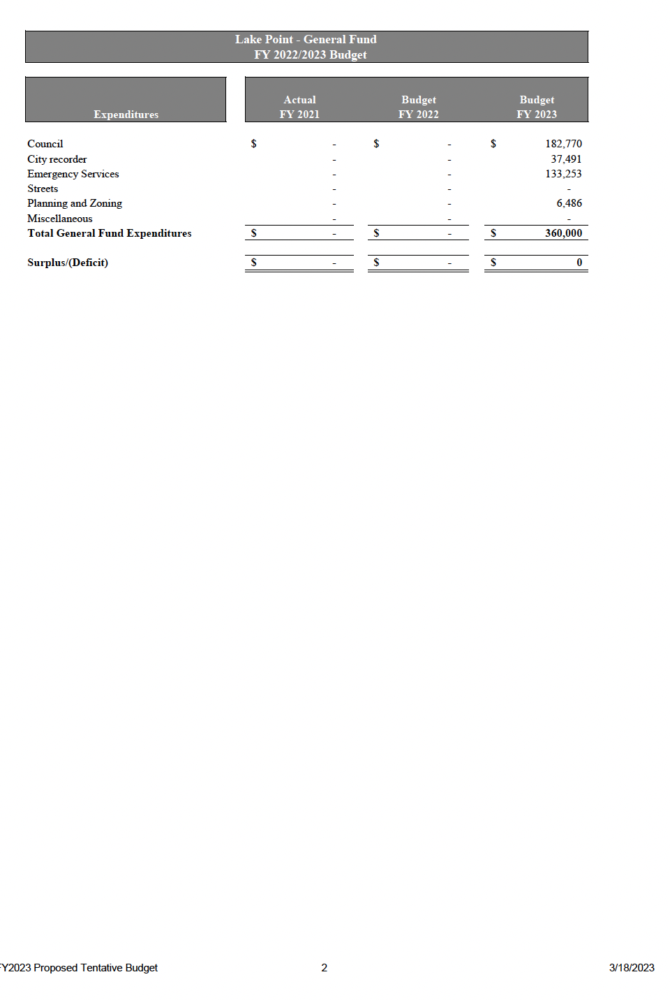 Lake Point - General Fund
FY 2022/2023 Budget
Actual Budget Budget
Expenditures FY 2021 FY 2022 FY 2023
Council $ - $ - $ 182,770
City recorder - - 37,491
Emergency Services - - 133,253
Streets - - -
Planning and Zoning - - 6,486
Miscellaneous - - -
Total General Fund Expenditures $ - $ - $ 360,000
Surplus/(Deficit) $ - $ - $ 0
FY2023 Proposed Tentative Budget 2 3/18/2023